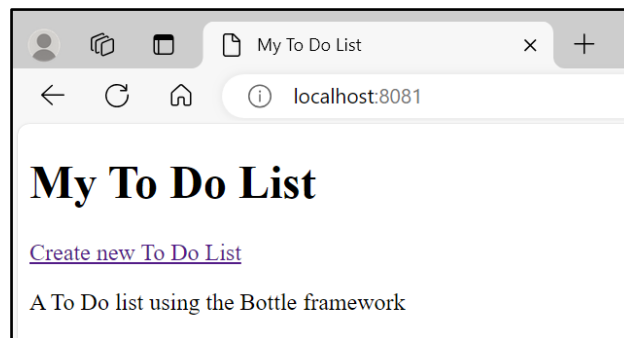 My To Do List
localhost:8081
My To Do List
Create new To Do List
A To Do list using the Bottle framework